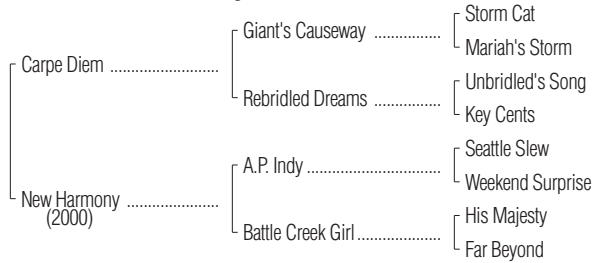 Storm Cat
Giant's Causeway ................
Mariah's Storm
Carpe Diem ........................
Unbridled's Song
Rebridled Dreams .............
Key Cents
Seattle Slew
A.P. Indy ..............................
Weekend Surprise
New Harmony ....................
(2000)
His Majesty
Battle Creek Girl..................
Far Beyond